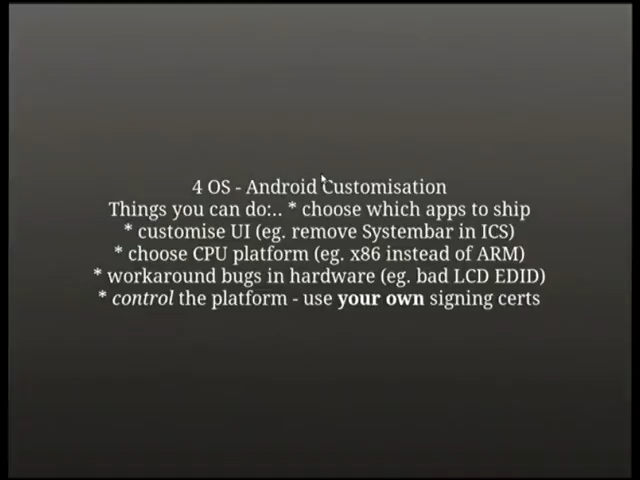 4 OS - Android Customisation
Things you can do:.. * choose which apps to ship
* customise UI (eg. remove Systembar in ICS)
* choose CPU platform (eg. x86 instead of ARM)
* workaround bugs in hardware (eg. bad LCD EDID)
* control the platform - use your own signing certs